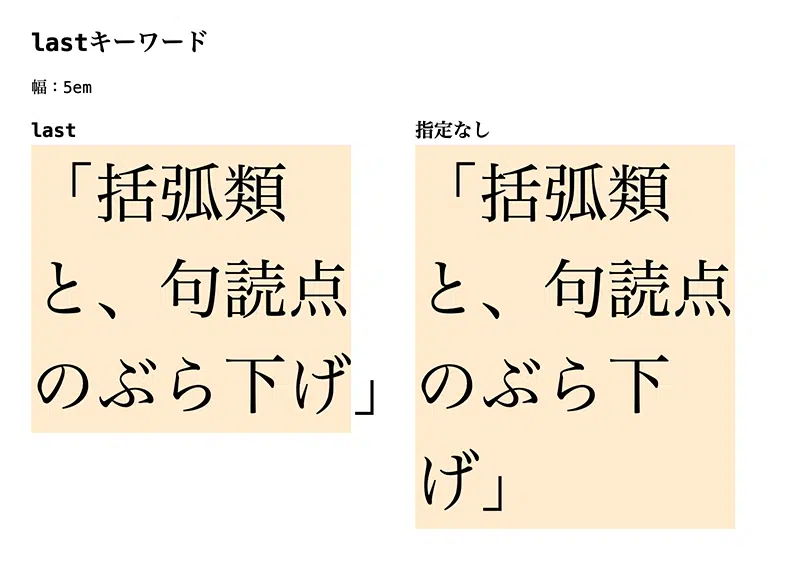 lastキーワード
幅：5em
last
「括弧類
と、句読点
のぶら下げ」
指定なし
「括弧類
と、句読点
のぶら下
げ」